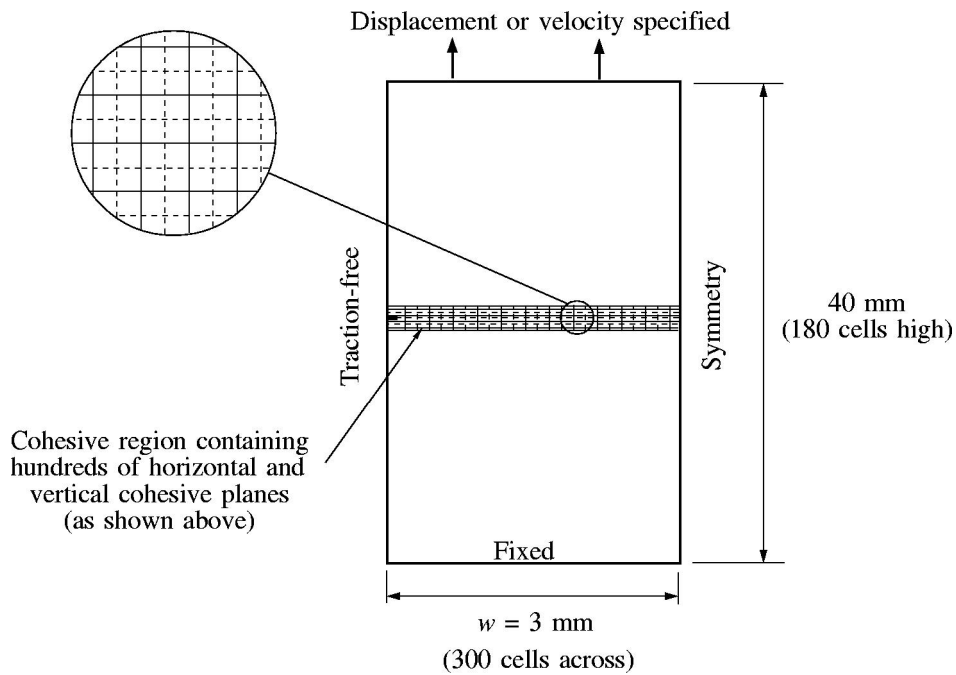 Displacement or velocity specified
Traction-free
Symmetry
40 mm
(180 cells high)
Cohesive region containing
hundreds of horizontal and
vertical cohesive planes
(as shown above)
Fixed
w = 3 mm
(300 cells across)